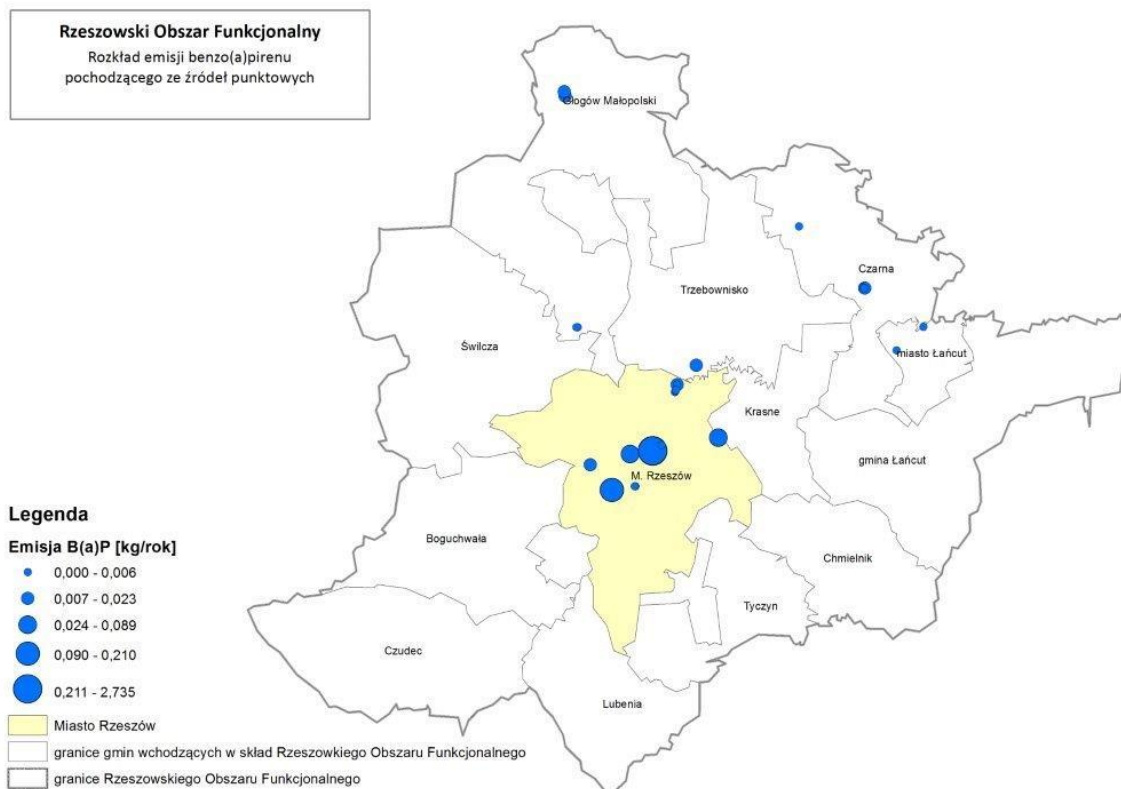 Rzeszowski Obszar Funkcjonalny
Rozkład emisji benzo(a)pirenu
pochodzącego ze źródeł punktowych
Głogów Małopolski
Czarna
Trzebownisko
Świlcza
miasto Łańcut
Krasne
gmina Łańcut
M. Rzeszów
Boguchwała
Chmielnik
Tyczyn
Czudec
Lubenia
Legenda
Emisja B(a)P [kg/rok]
0,000 - 0,006
0,007 - 0,023
0,024 - 0,089
0,090 - 0,210
0,211 - 2,735
Miasto Rzeszów
granice gmin wchodzących w skład Rzeszowkiego Obszaru Funkcjonalnego
granice Rzeszowskiego Obszaru Funkcjonalnego